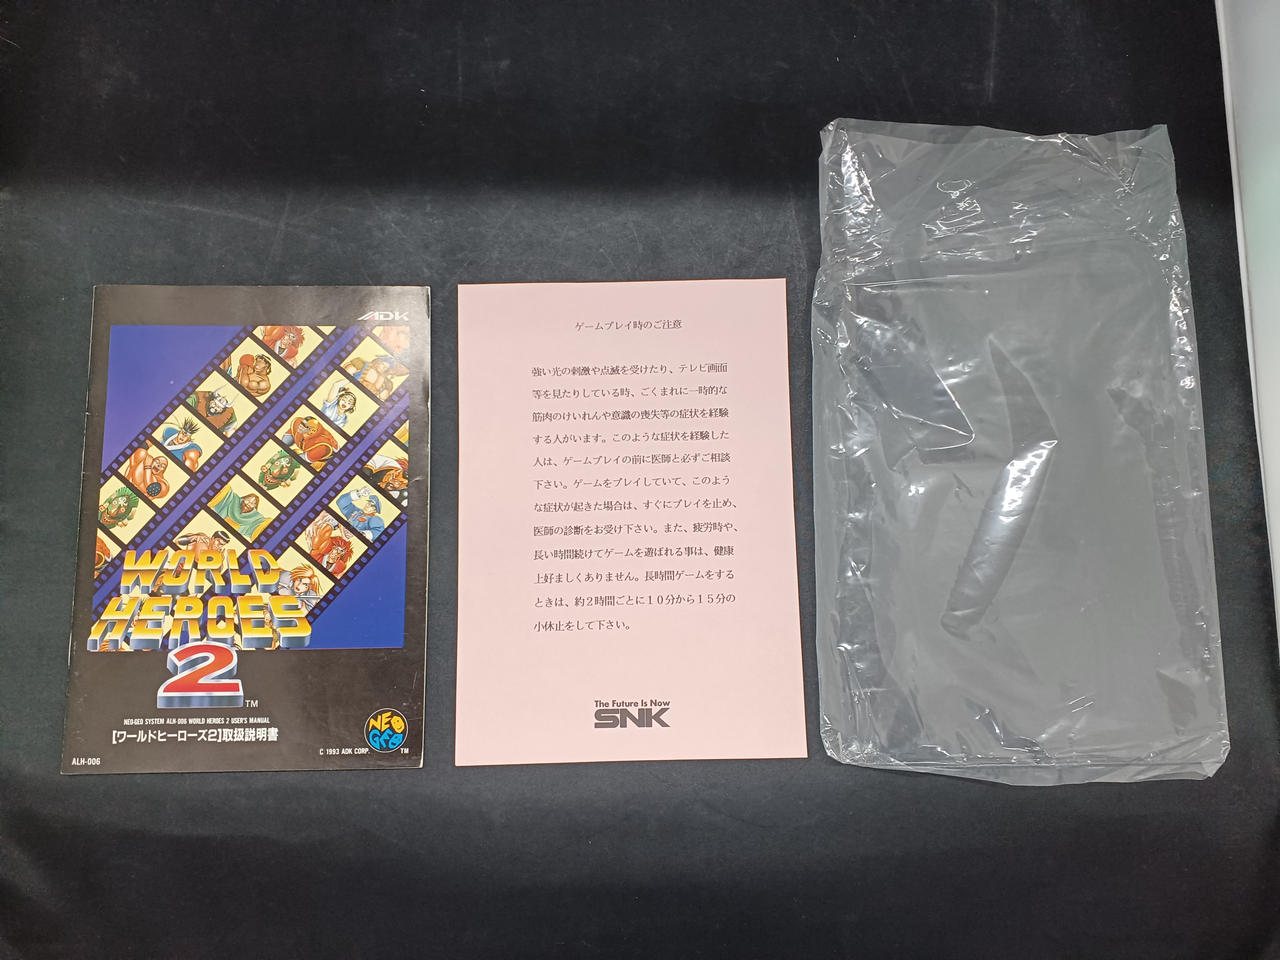 ADK
WORLD
HEROES
2
TM
NEO-GEO SYSTEM ALH-006 WORLD HEROES 2 USER'S MANUAL
【ワールドヒーローズ2】取扱説明書
NEO
GEO
TM
© 1993 ADK CORP.
ALH-006
ゲームプレイ時のご注意
強い光の刺激や点滅を受けたり、テレビ画面
等を見たりしている時、ごくまれに一時的な
筋肉のけいれんや意識の喪失等の症状を経験
する人がいます。このような症状を経験した
人は、ゲームプレイの前に医師と必ずご相談
下さい。ゲームをプレイしていて、このよう
な症状が起きた場合は、すぐにプレイを止め、
医師の診断をお受け下さい。また、疲労時や、
長い時間続けてゲームを遊ばれる事は、健康
上好ましくありません。長時間ゲームをする
ときは、約2時間ごとに10分から15分の
小休止をして下さい。
The Future Is Now
SNK